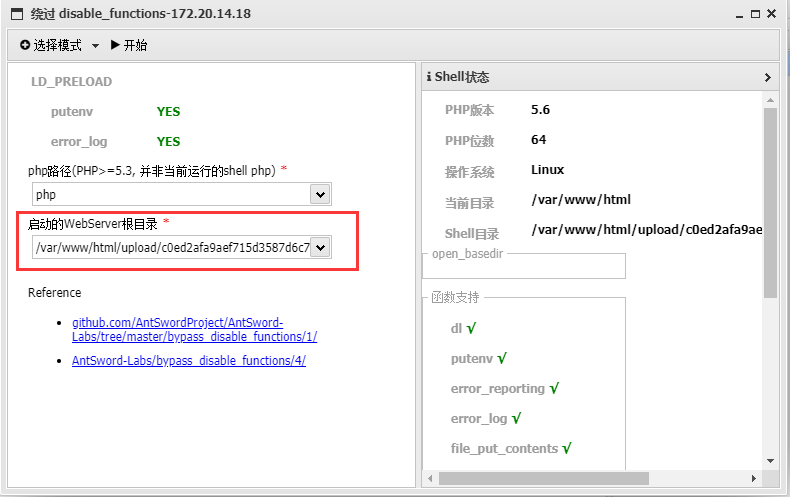 绕过 disable_functions-172.20.14.18
选择模式 开始
LD_PRELOAD
putenv YES
error_log YES
php路径(PHP>=5.3, 并非当前运行的shell php) *
php
启动的WebServer根目录 *
/var/www/html/upload/c0ed2afa9aef715d3587d6c7
Reference
github.com/AntSwordProject/AntSword-
Labs/tree/master/bypass_disable_functions/1/
AntSword-Labs/bypass_disable_functions/4/
Shell状态
PHP版本 5.6
PHP位数 64
操作系统 Linux
当前目录 /var/www/html
Shell目录 /var/www/html/upload/c0ed2afa9ae
open_basedir
函数支持
dl √
putenv √
error_reporting √
error_log √
file_put_contents √